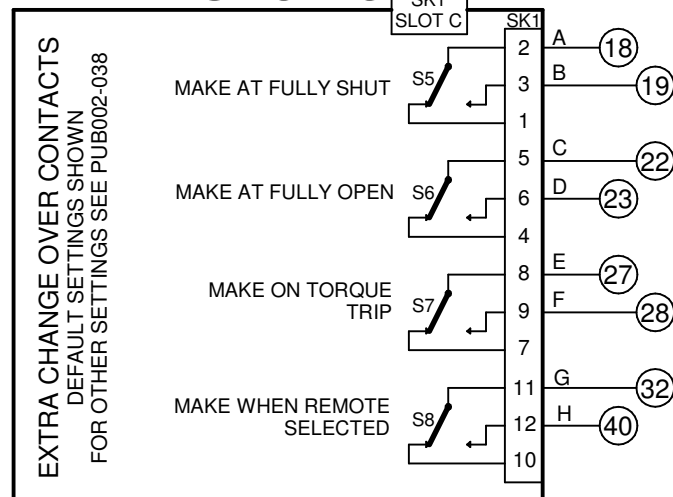 SK1
SLOT C
SK1
EXTRA CHANGE OVER CONTACTS
DEFAULT SETTINGS SHOWN
FOR OTHER SETTINGS SEE PUB002-038
2 A 18
MAKE AT FULLY SHUT S5 3 B 19
1
5 C 22
MAKE AT FULLY OPEN S6 6 D 23
4
8 E 27
MAKE ON TORQUE
TRIP S7 9 F 28
7
11 G 32
MAKE WHEN REMOTE
SELECTED S8 12 H 40
10